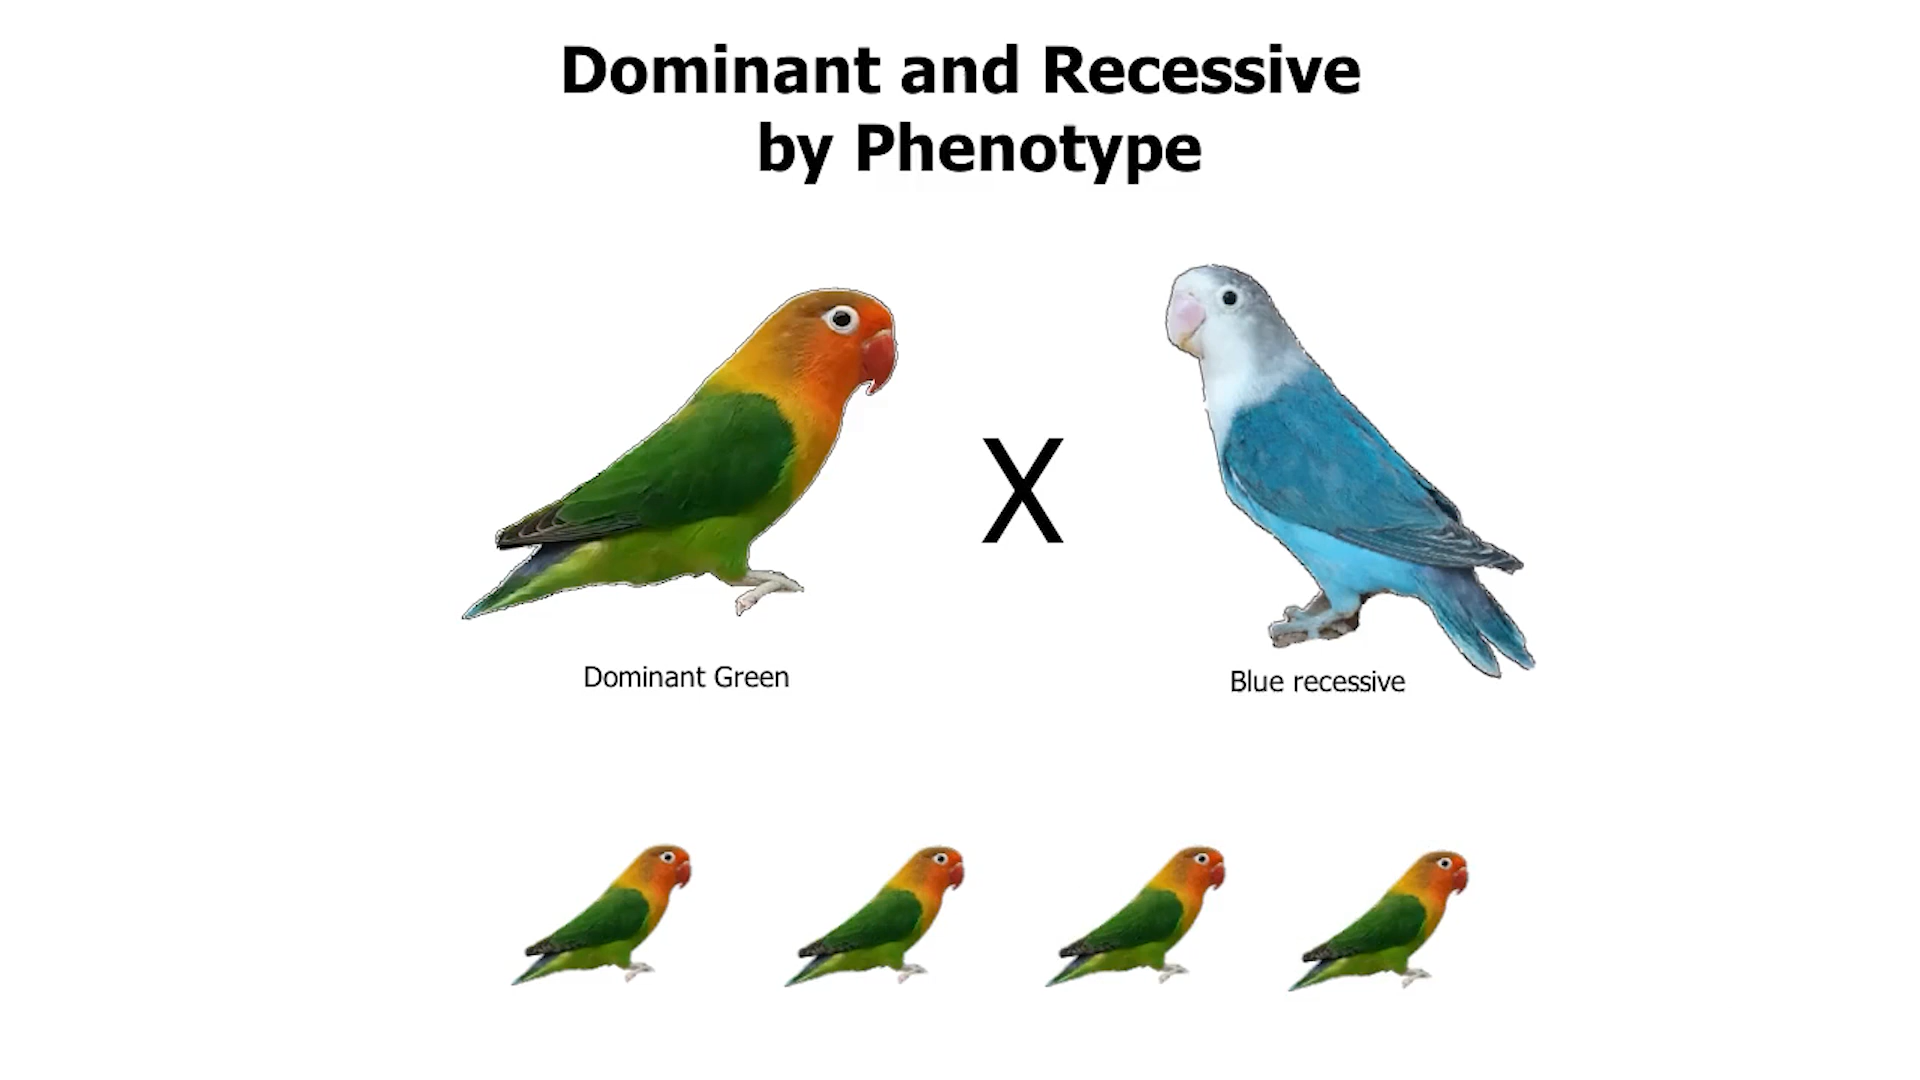 Dominant and Recessive
by Phenotype
X
Dominant Green
Blue recessive